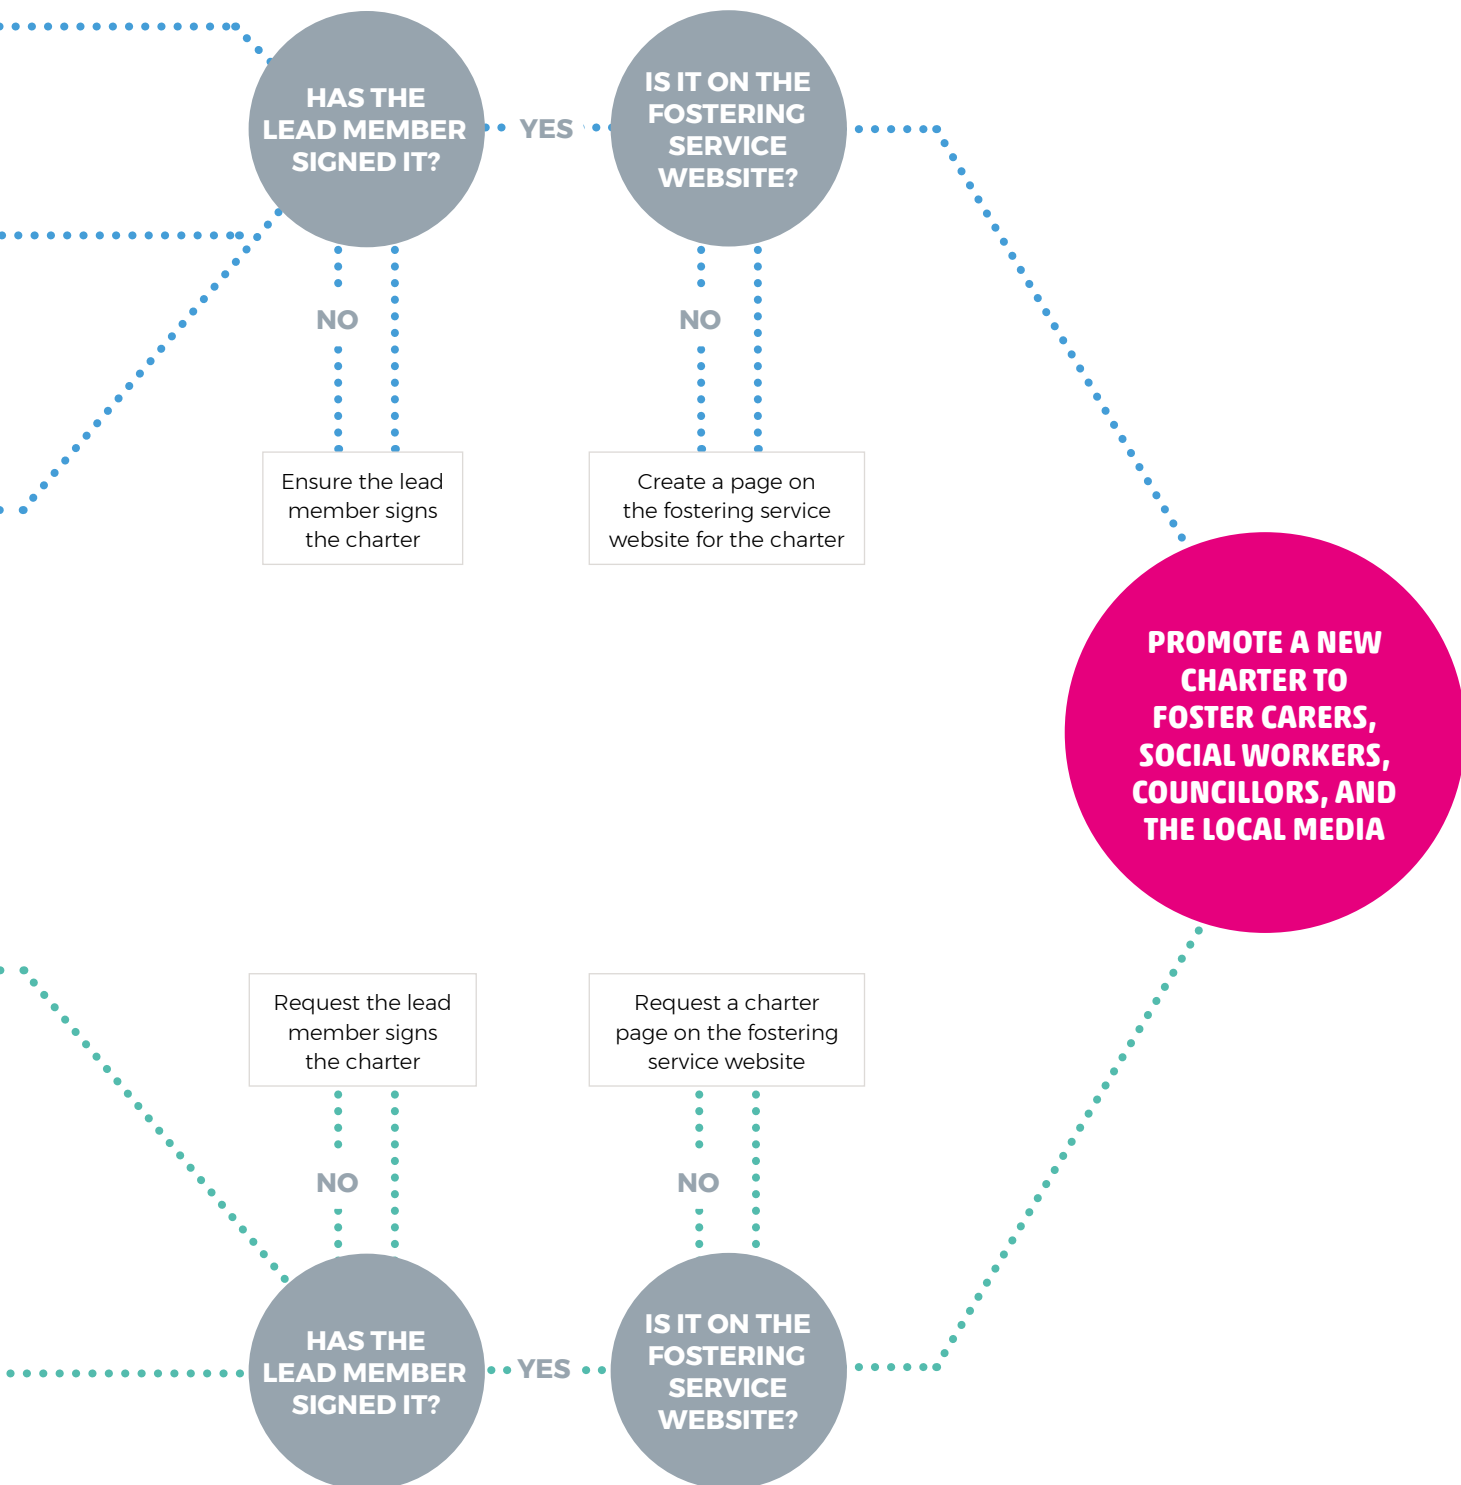 HAS THE
LEAD MEMBER
SIGNED IT?
YES
IS IT ON THE
FOSTERING
SERVICE
WEBSITE?
NO
NO
Ensure the lead
member signs
the charter
Create a page on
the fostering service
website for the charter
PROMOTE A NEW
CHARTER TO
FOSTER CARERS,
SOCIAL WORKERS,
COUNCILLORS, AND
THE LOCAL MEDIA
Request the lead
member signs
the charter
Request a charter
page on the fostering
service website
NO
NO
HAS THE
LEAD MEMBER
SIGNED IT?
YES
IS IT ON THE
FOSTERING
SERVICE
WEBSITE?